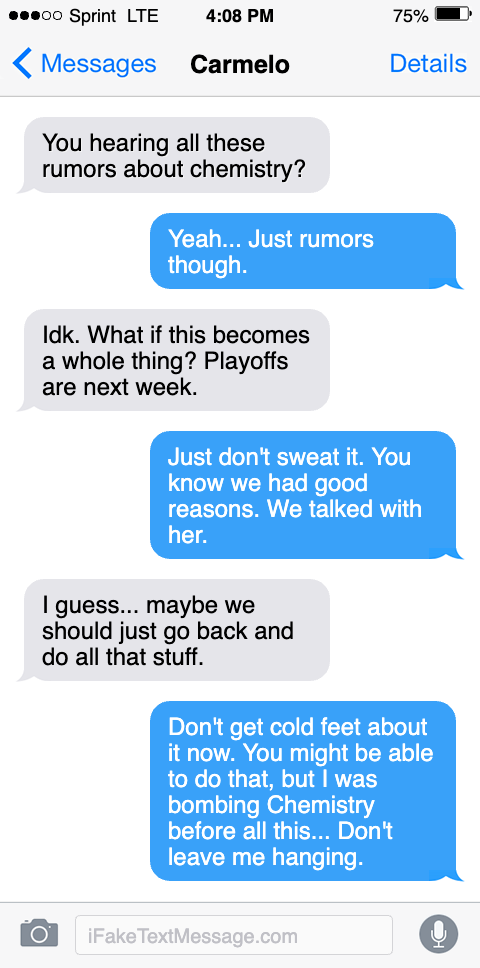 Sprint LTE 4:08 PM 75%
Messages Carmelo Details
You hearing all these
rumors about chemistry?
Yeah... Just rumors
though.
Idk. What if this becomes
a whole thing? Playoffs
are next week.
Just don't sweat it. You
know we had good
reasons. We talked with
her.
I guess... maybe we
should just go back and
do all that stuff.
Don't get cold feet about
it now. You might be able
to do that, but I was
bombing Chemistry
before all this... Don't
leave me hanging.
iFakeTextMessage.com